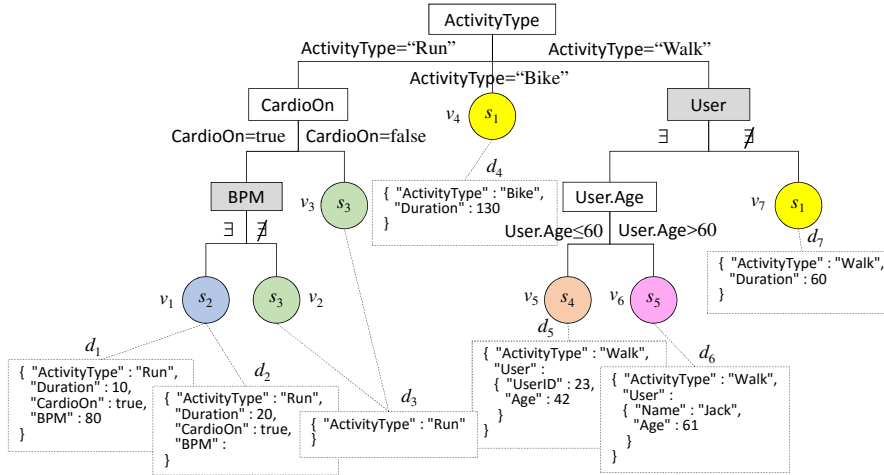 ActivityType
ActivityType="Run"
ActivityType="Walk"
ActivityType="Bike"
CardioOn
v4
s1
User
CardioOn=true
CardioOn=false
∃
∄
d4
BPM
v3
s3
{ "ActivityType" : "Bike",
"Duration" : 130
}
User.Age
v7
s1
∃
∄
User.Age≤60
User.Age>60
d7
{ "ActivityType" : "Walk",
"Duration" : 60
}
v1
s2
s3
v2
v5
s4
v6
s5
d1
{ "ActivityType" : "Run",
"Duration" : 10,
"CardioOn" : true,
"BPM" : 80
}
d2
{ "ActivityType" : "Run",
"Duration" : 20,
"CardioOn" : true,
"BPM" :
}
d3
{ "ActivityType" : "Run"
}
d5
{ "ActivityType" : "Walk",
"User" :
{ "UserID" : 23,
"Age" : 42
}
}
d6
{ "ActivityType" : "Walk",
"User" :
{ "Name" : "Jack",
"Age" : 61
}
}